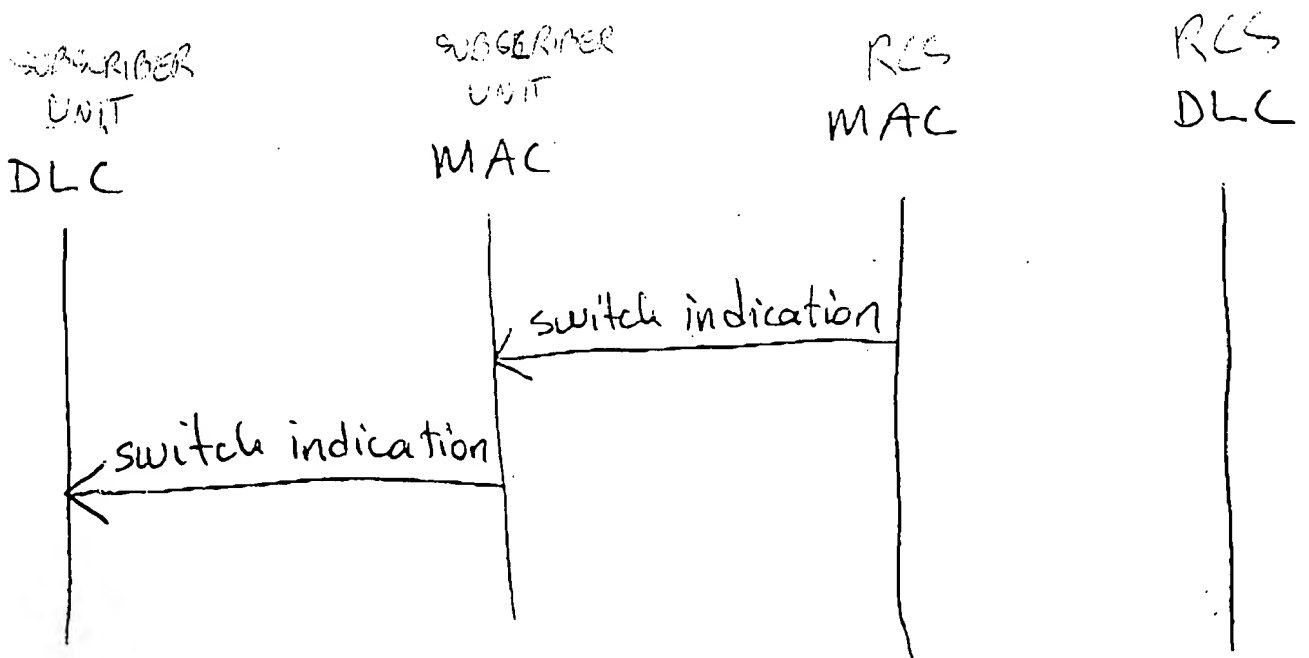 SUBSCRIBER
UNIT
DLC
SUBSCRIBER
UNIT
MAC
RCS
MAC
RCS
DLC
switch indication
switch indication